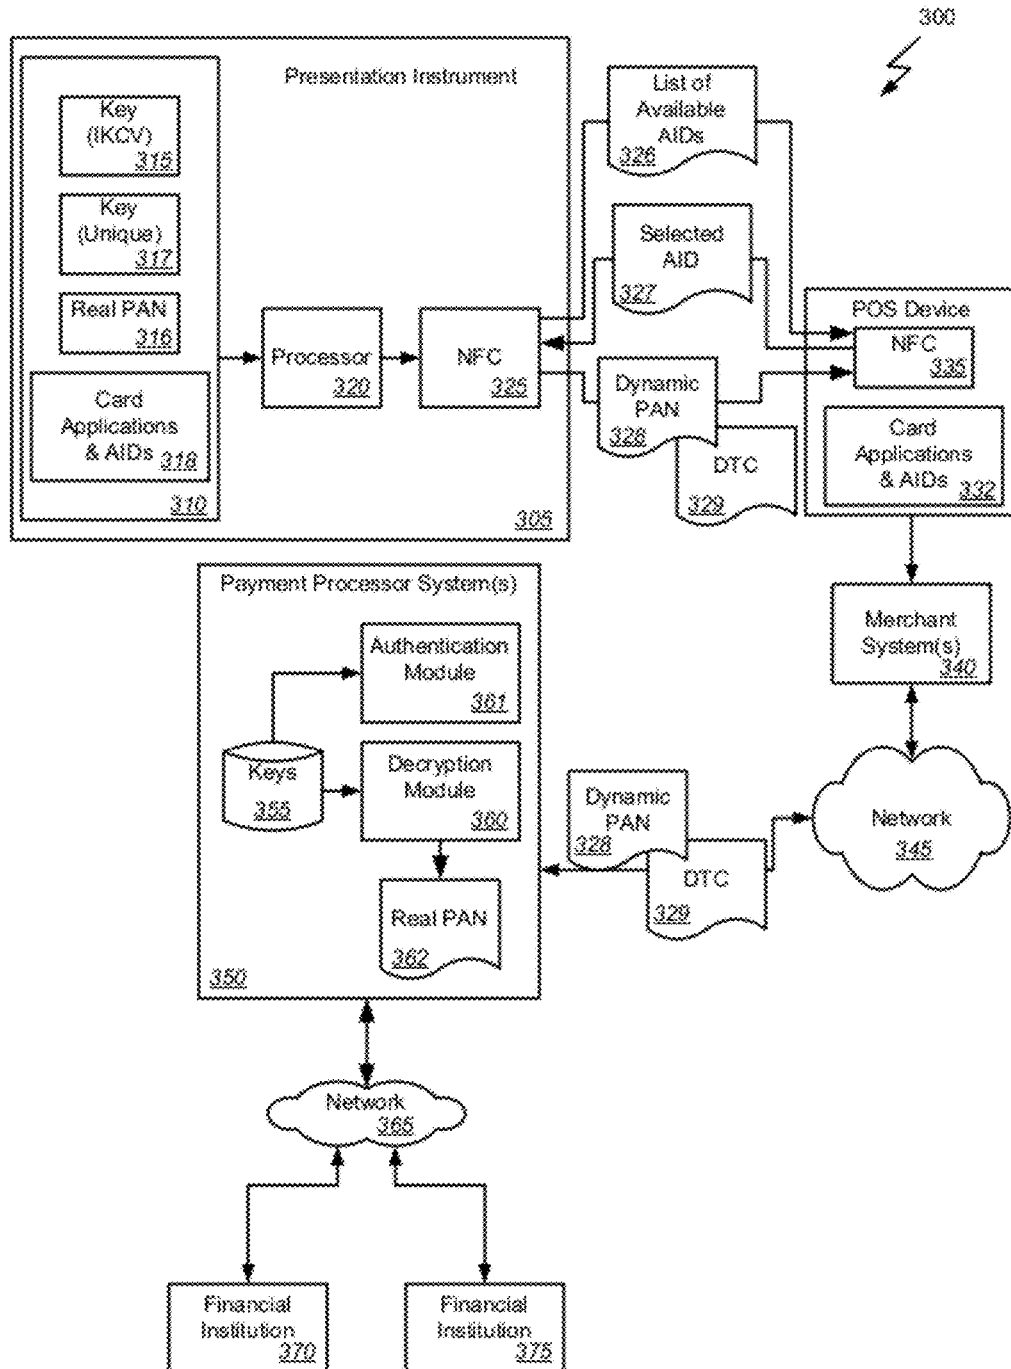 300
Presentation Instrument
Key
(IKCV)
315
Key
(Unique)
317
Real PAN
316
Card
Applications
& AIDs
318
310
Processor
320
NFC
325
305
List of
Available
AIDs
326
Selected
AID
327
Dynamic
PAN
328
DTC
329
POS Device
NFC
335
Card
Applications
& AIDs
332
Merchant
System(s)
340
Network
345
Payment Processor System(s)
Authentication
Module
361
Keys
355
Decryption
Module
360
Real PAN
362
350
Dynamic
PAN
328
DTC
329
Network
365
Financial
Institution
370
Financial
Institution
375